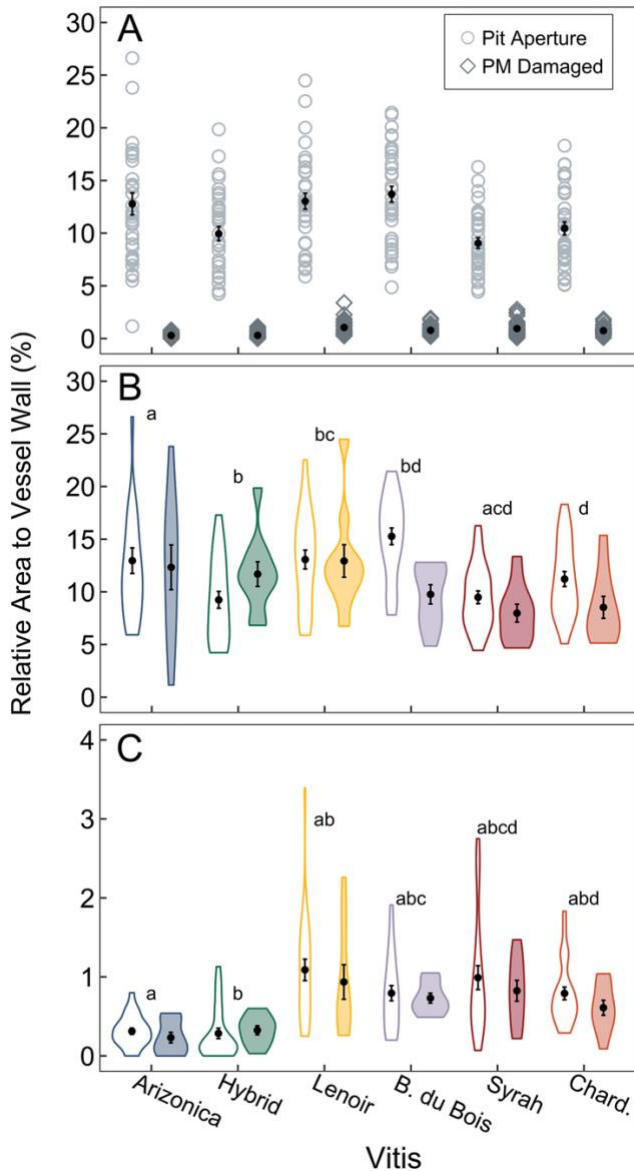 A
Pit Aperture
PM Damaged
30
25
20
15
10
5
0
B
30
25
20
15
10
5
0
a
b
bc
bd
acd
d
C
4
3
2
1
0
a
b
ab
abc
abcd
abd
Relative Area to Vessel Wall (%)
Arizonica
Hybrid
Lenoir
B. du Bois
Syrah
Chard.
Vitis